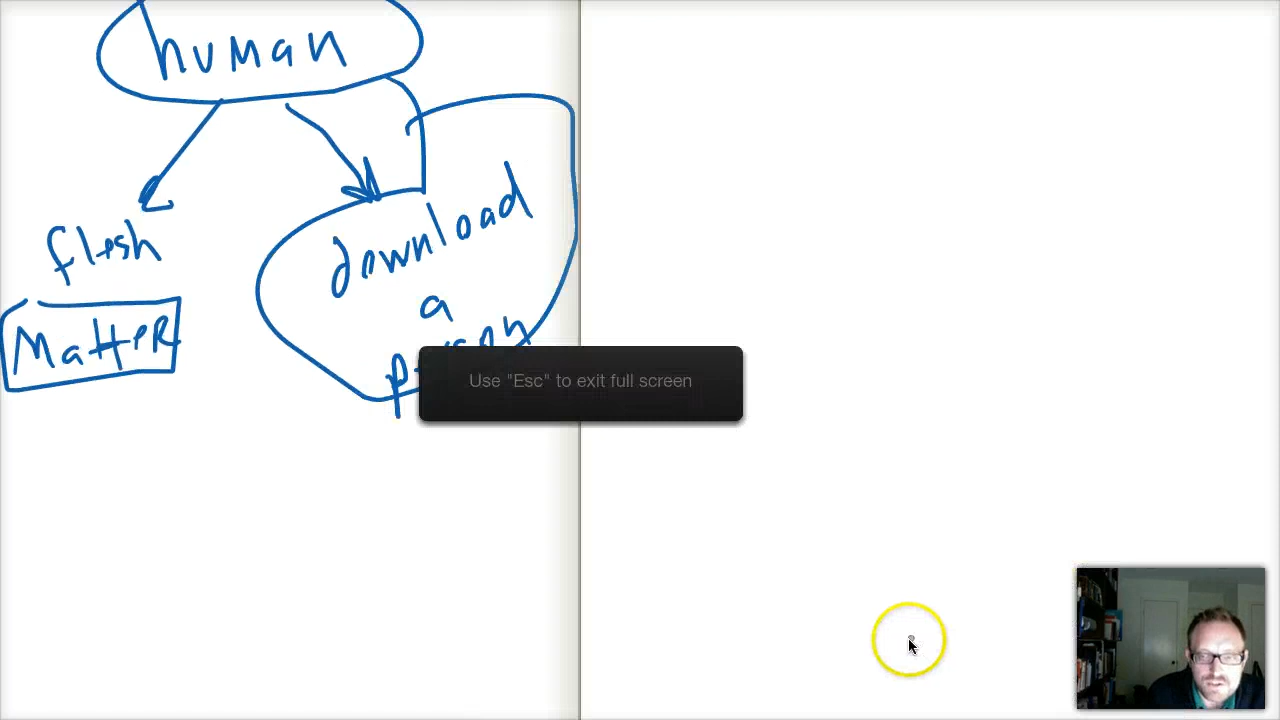 human
flesh
download
a
Matter
Use "Esc" to exit full screen